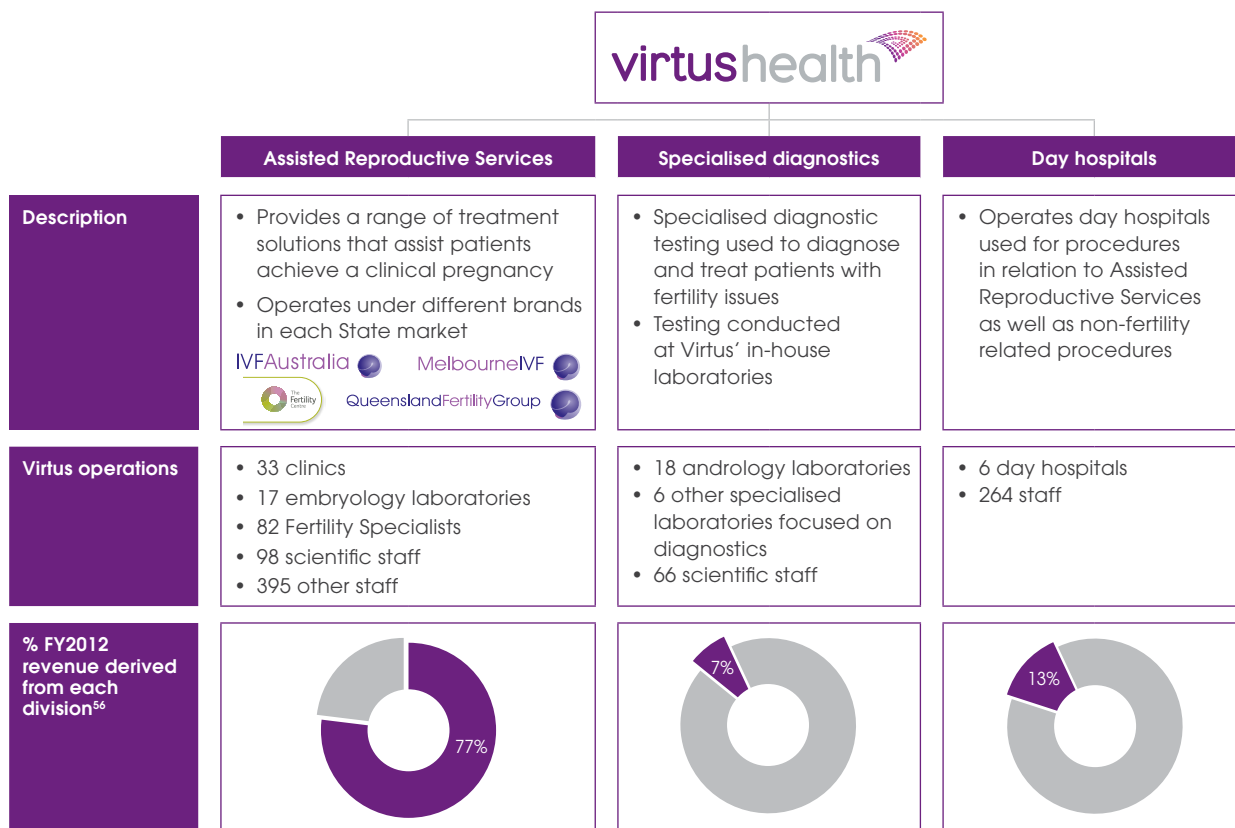 virtushealth
Assisted Reproductive Services
Specialised diagnostics
Day hospitals
Description
• Provides a range of treatment
solutions that assist patients
achieve a clinical pregnancy
• Operates under different brands
in each State market
IVFAustralia
MelbourneIVF
The
Fertility
Centre
QueenslandFertilityGroup
• Specialised diagnostic
testing used to diagnose
and treat patients with
fertility issues
• Testing conducted
at Virtus’ in-house
laboratories
• Operates day hospitals
used for procedures
in relation to Assisted
Reproductive Services
as well as non-fertility
related procedures
Virtus operations
• 33 clinics
• 17 embryology laboratories
• 82 Fertility Specialists
• 98 scientific staff
• 395 other staff
• 18 andrology laboratories
• 6 other specialised
laboratories focused on
diagnostics
• 66 scientific staff
• 6 day hospitals
• 264 staff
% FY2012
revenue derived
from each
division⁵⁶
77%
7%
13%